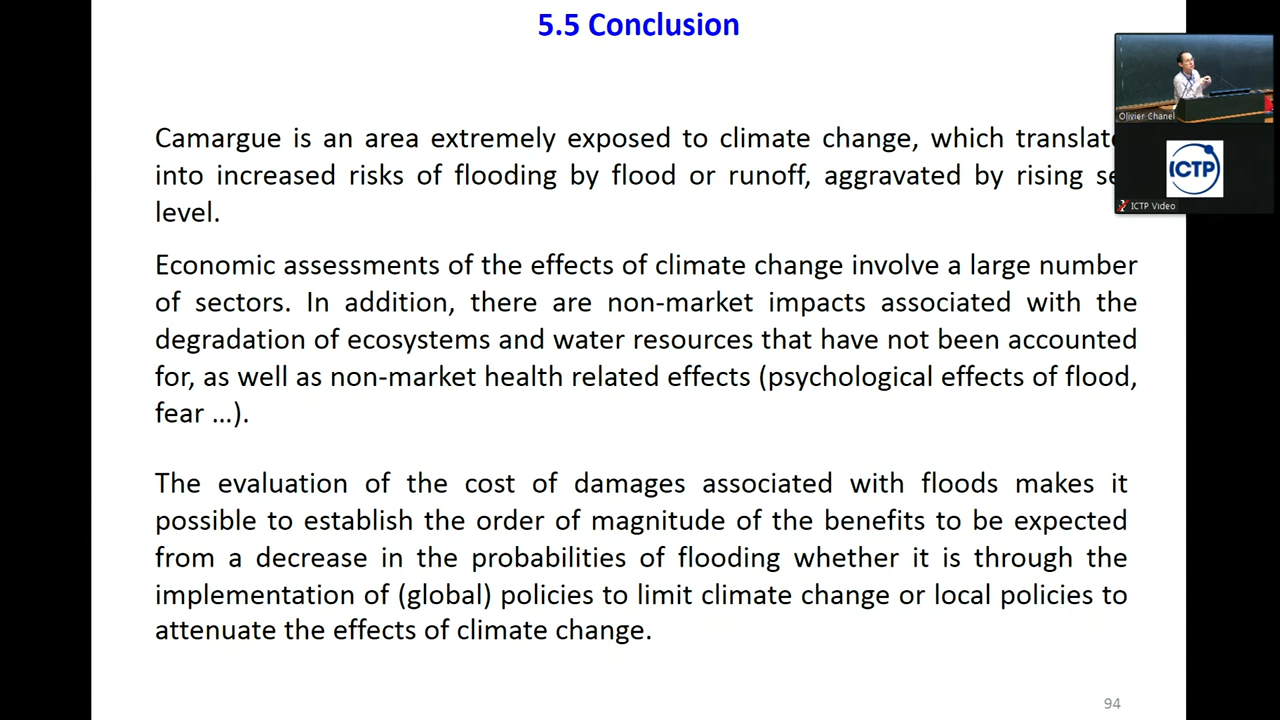 5.5 Conclusion
Camargue is an area extremely exposed to climate change, which translat
into increased risks of flooding by flood or runoff, aggravated by rising se
level.
Economic assessments of the effects of climate change involve a large number
of sectors. In addition, there are non-market impacts associated with the
degradation of ecosystems and water resources that have not been accounted
for, as well as non-market health related effects (psychological effects of flood,
fear ...).
The evaluation of the cost of damages associated with floods makes it
possible to establish the order of magnitude of the benefits to be expected
from a decrease in the probabilities of flooding whether it is through the
implementation of (global) policies to limit climate change or local policies to
attenuate the effects of climate change.
94
Olivier Chanel
ICTP
ICTP Video